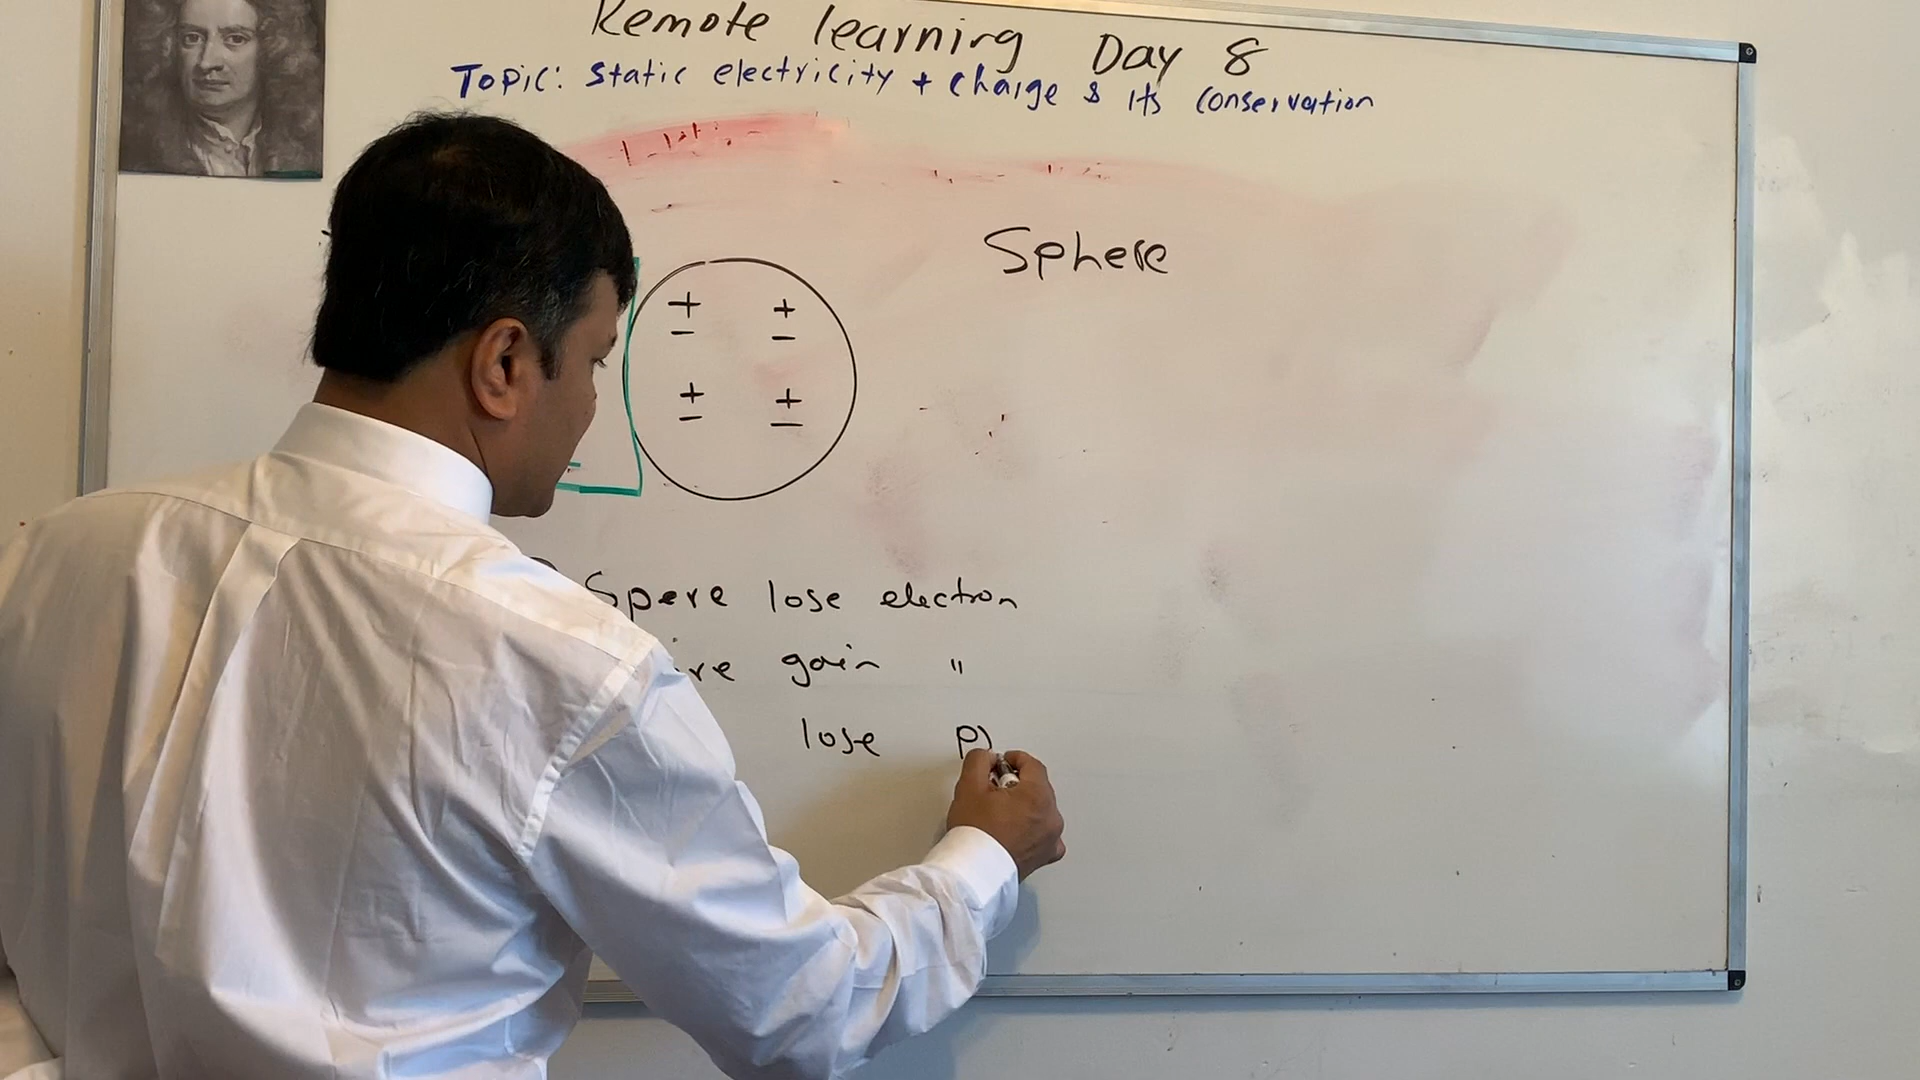 Remote learning Day 8
Topic: Static electricity + Charge & its Conservation
Sphere
+ +
- -
+ +
- -
Spere lose electron
gain "
lose